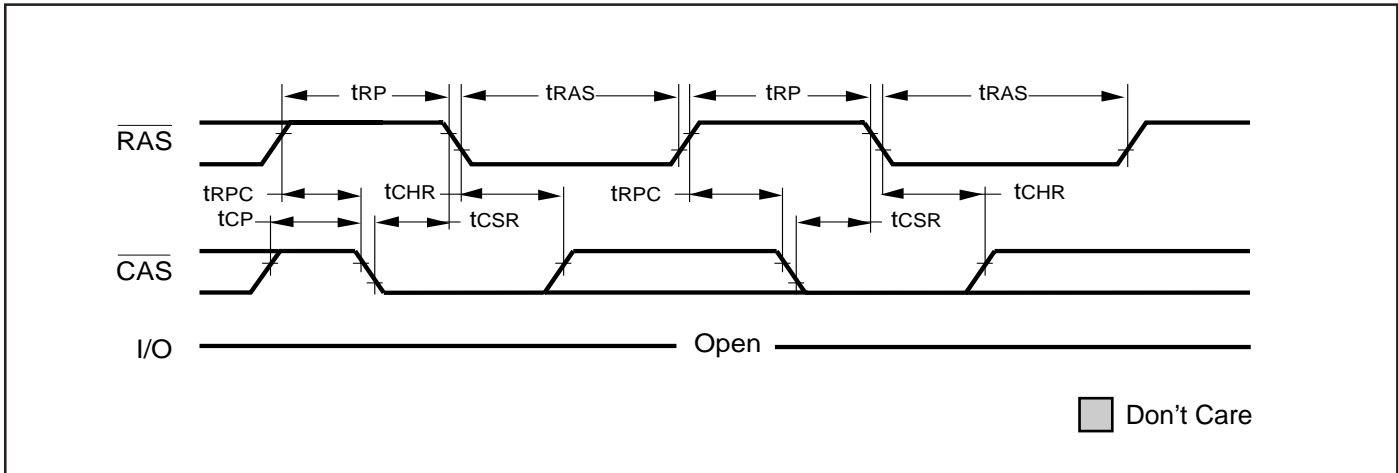 tRP tRAS tRP tRAS
RAS
tRPC tCHR tRPC tCHR
tCP tCSR tCSR
CAS
I/O Open
Don't Care